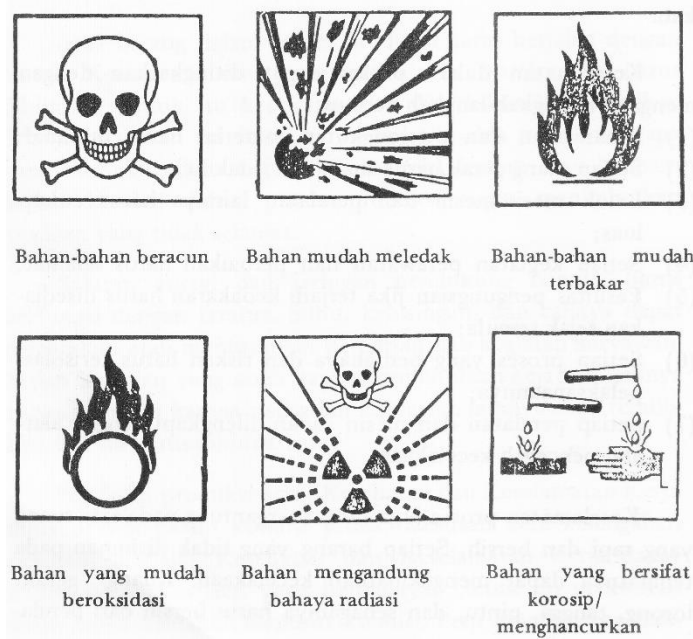 Bahan-bahan beracun
Bahan mudah meledak
Bahan-bahan mudah
terbakar
Bahan yang mudah
beroksidasi
Bahan mengandung
bahaya radiasi
Bahan yang bersifat
korosip/
menghancurkan